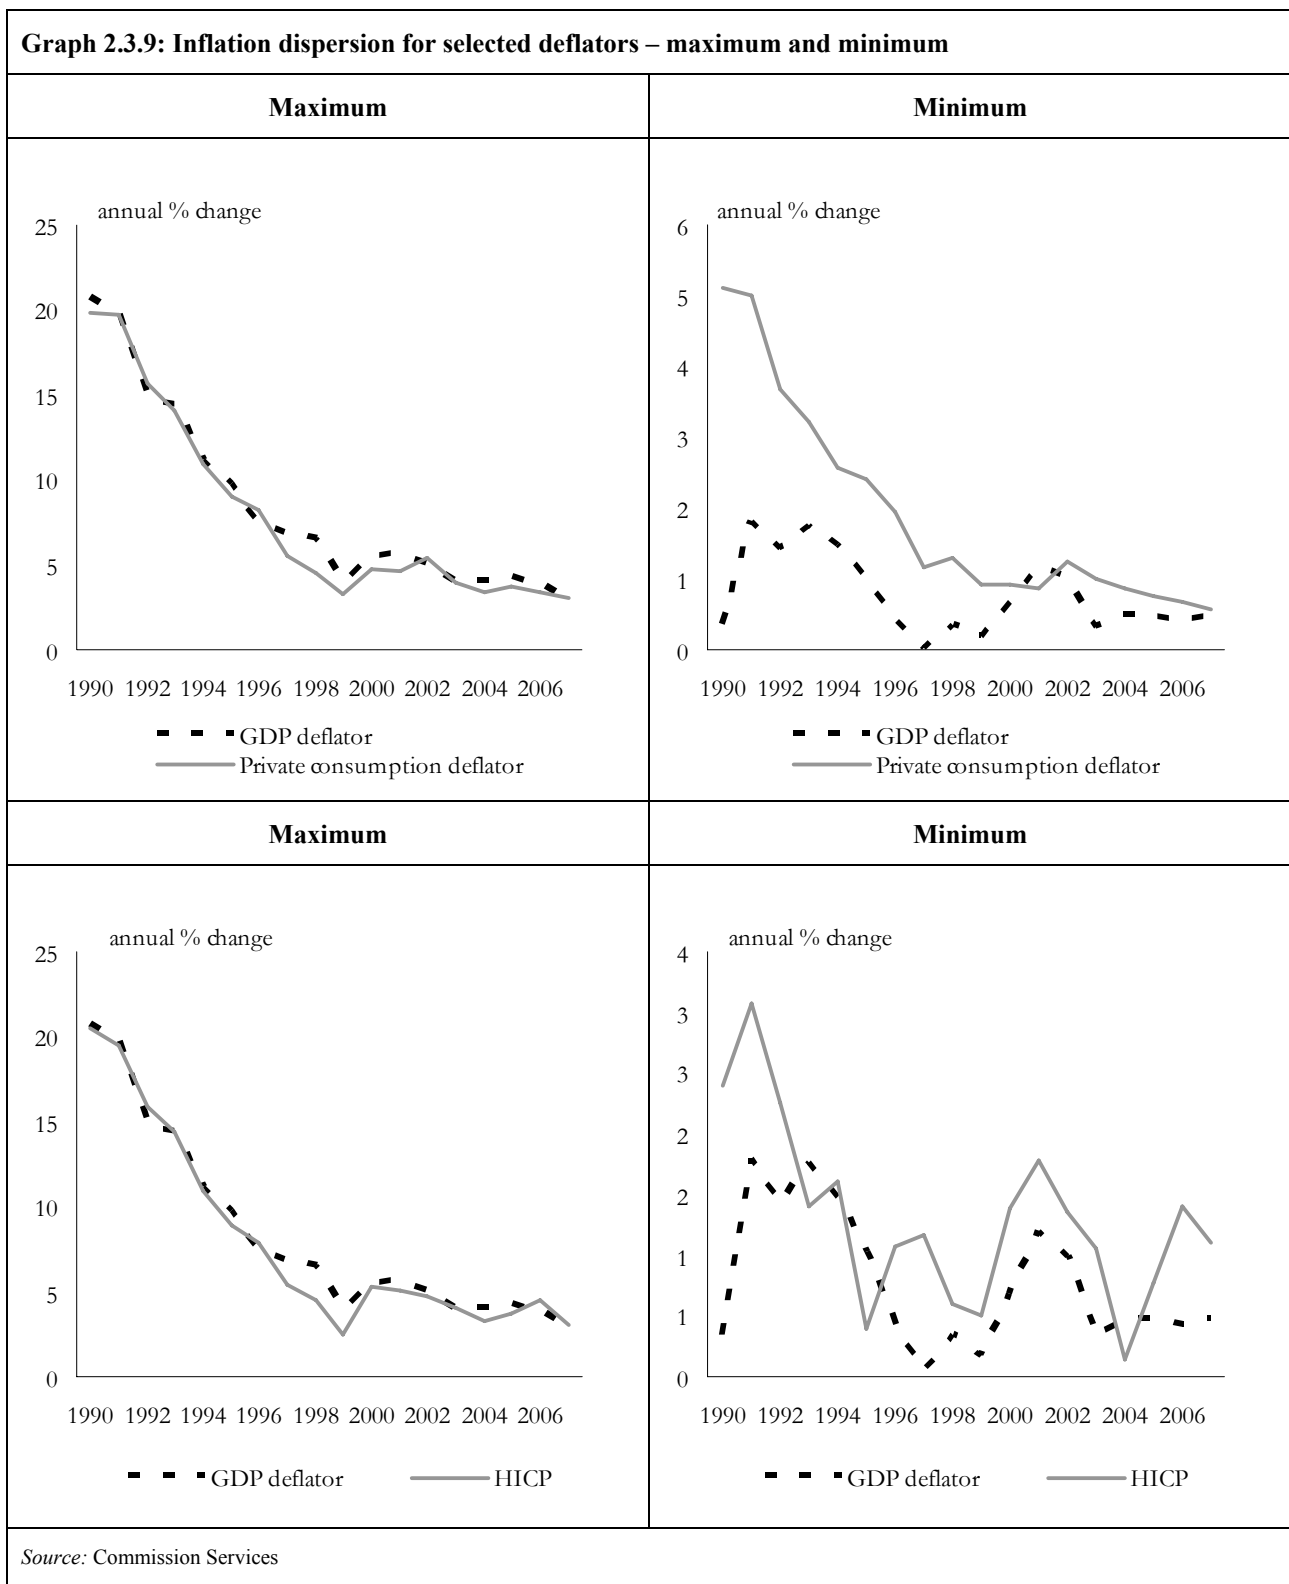 Graph 2.3.9: Inflation dispersion for selected deflators – maximum and minimum
Maximum
Minimum
annual % change
25
20
15
10
5
0
1990 1992 1994 1996 1998 2000 2002 2004 2006
GDP deflator
Private consumption deflator
annual % change
6
5
4
3
2
1
0
1990 1992 1994 1996 1998 2000 2002 2004 2006
GDP deflator
Private consumption deflator
Maximum
Minimum
annual % change
25
20
15
10
5
0
1990 1992 1994 1996 1998 2000 2002 2004 2006
GDP deflator HICP
annual % change
4
3
3
2
2
1
1
0
1990 1992 1994 1996 1998 2000 2002 2004 2006
GDP deflator HICP
Source: Commission Services